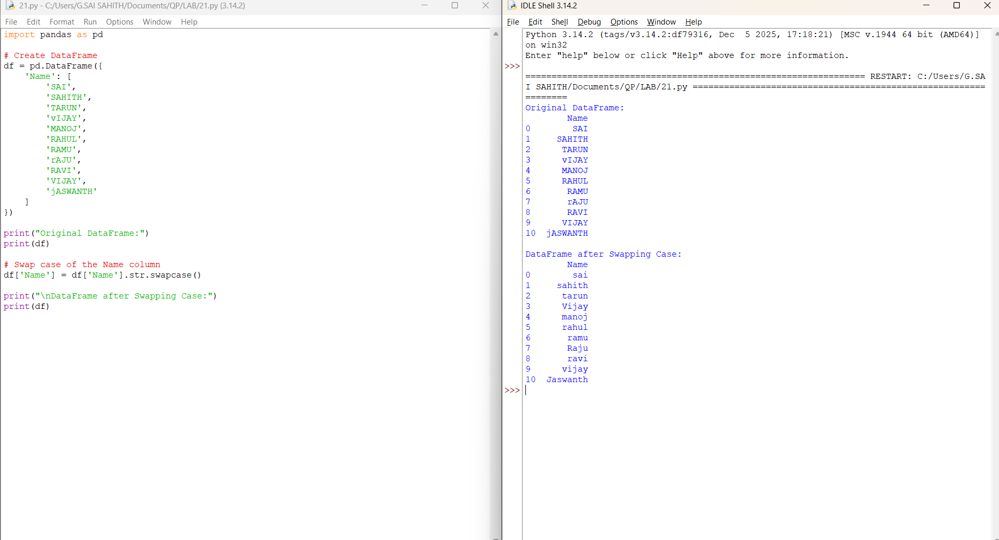 21.py - C:/Users/G.SAI SAHITH/Documents/QP/LAB/21.py (3.14.2)
File Edit Format Run Options Window Help
import pandas as pd

# Create DataFrame
df = pd.DataFrame({
    'Name': [
        'SAI',
        'SAHITH',
        'TARUN',
        'vIJAY',
        'MANOJ',
        'RAHUL',
        'RAMU',
        'rAJU',
        'RAVI',
        'VIJAY',
        'jASWANTH'
    ]
})

print("Original DataFrame:")
print(df)

# Swap case of the Name column
df['Name'] = df['Name'].str.swapcase()

print("\nDataFrame after Swapping Case:")
print(df)
IDLE Shell 3.14.2
File Edit Shell Debug Options Window Help
Python 3.14.2 (tags/v3.14.2:df79316, Dec  5 2025, 17:18:21) [MSC v.1944 64 bit (AMD64)]
on win32
Enter "help" below or click "Help" above for more information.
>>>
================================================================= RESTART: C:/Users/G.SA
I SAHITH/Documents/QP/LAB/21.py ========================================================
========
Original DataFrame:
        Name
0        SAI
1     SAHITH
2      TARUN
3      vIJAY
4      MANOJ
5      RAHUL
6       RAMU
7       rAJU
8       RAVI
9      VIJAY
10  jASWANTH

DataFrame after Swapping Case:
        Name
0        sai
1     sahith
2      tarun
3      Vijay
4      manoj
5      rahul
6       ramu
7       Raju
8       ravi
9      vijay
10  Jaswanth
>>>